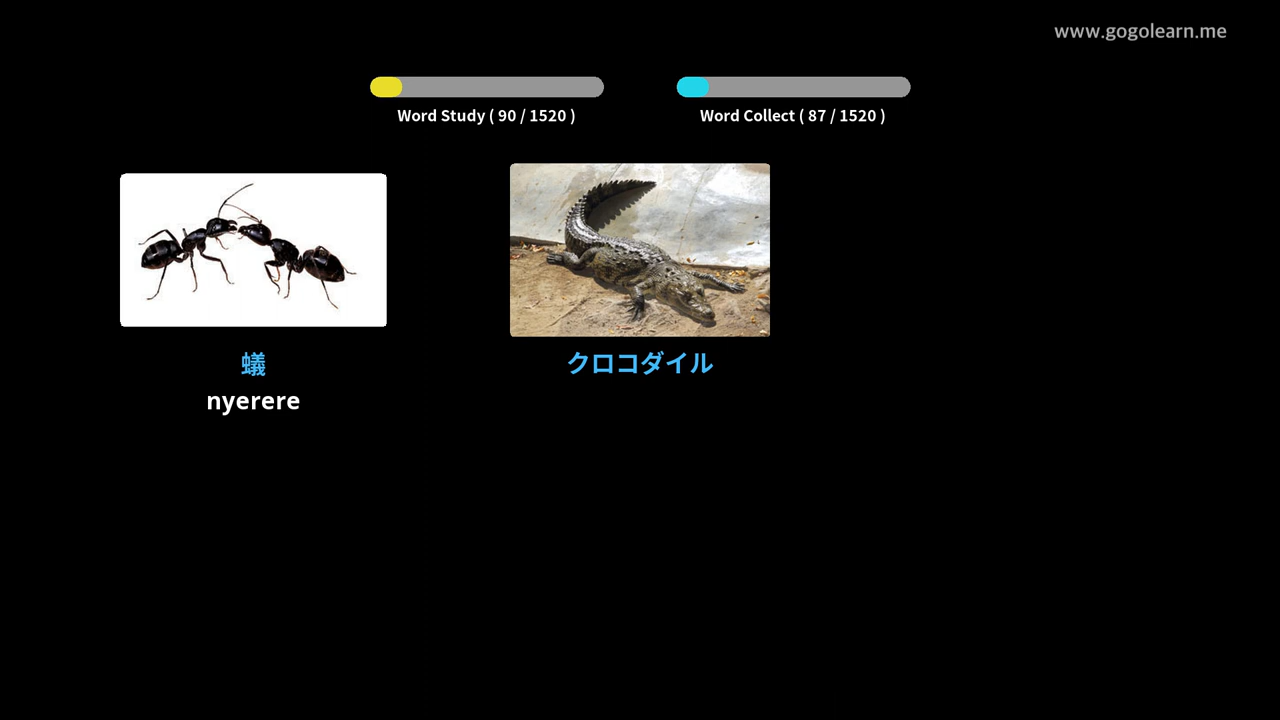 www.gogolearn.me
Word Study ( 90 / 1520 )
Word Collect ( 87 / 1520 )
蟻
nyerere
クロコダイル